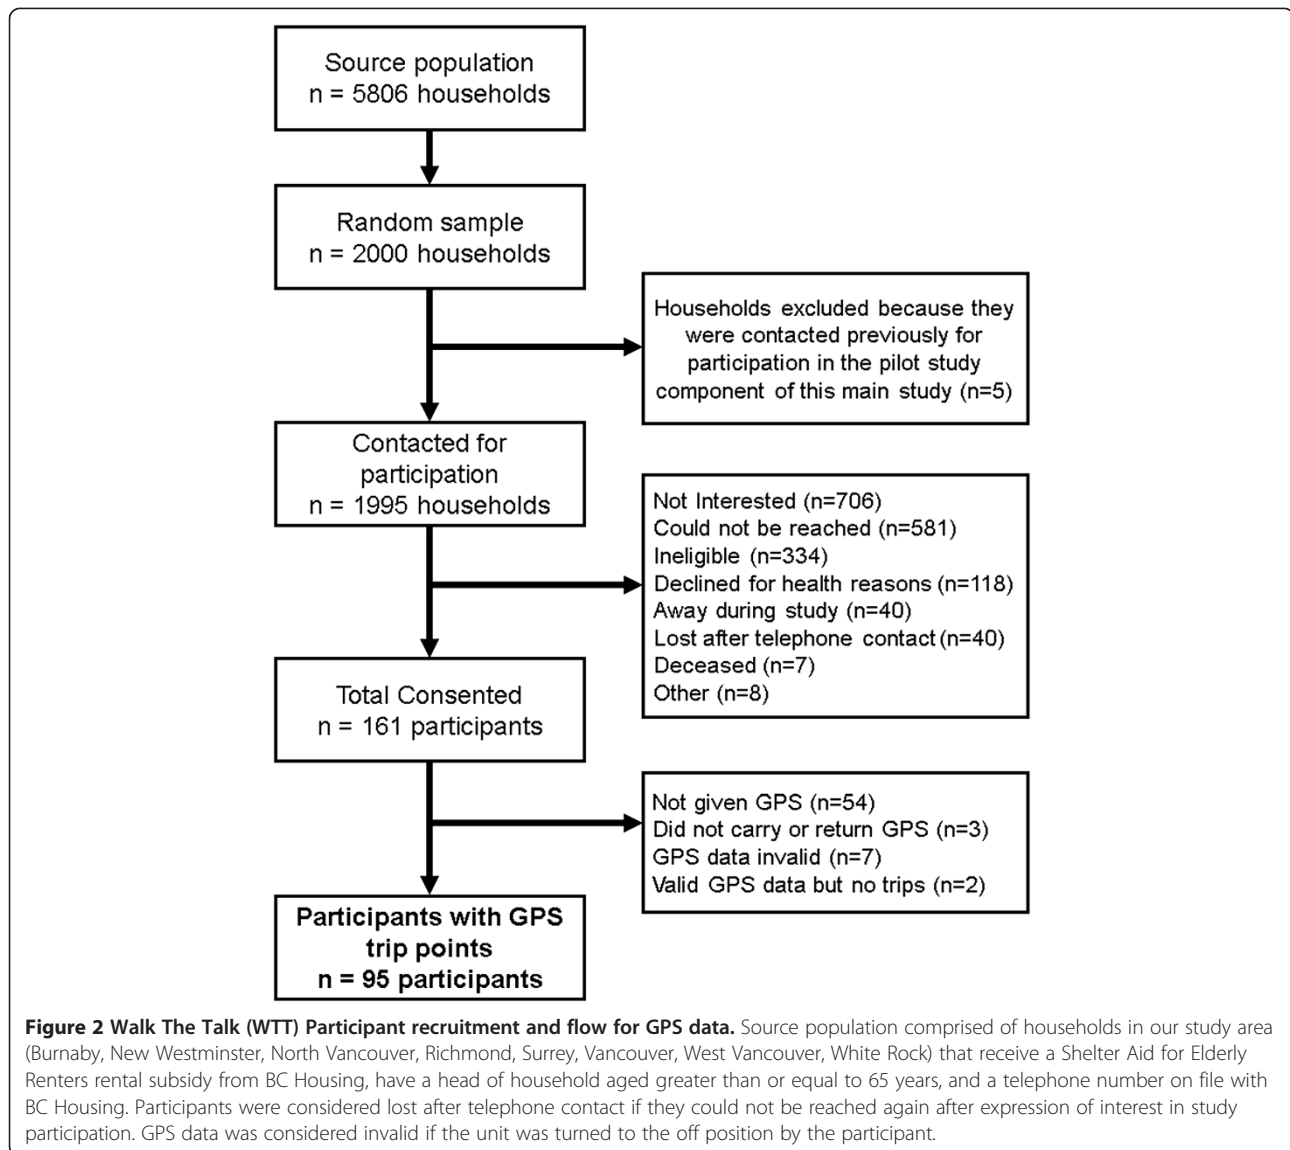 Source population
n = 5806 households
Random sample
n = 2000 households
Households excluded because they
were contacted previously for
participation in the pilot study
component of this main study (n=5)
Contacted for
participation
n = 1995 households
Not Interested (n=706)
Could not be reached (n=581)
Ineligible (n=334)
Declined for health reasons (n=118)
Away during study (n=40)
Lost after telephone contact (n=40)
Deceased (n=7)
Other (n=8)
Total Consented
n = 161 participants
Not given GPS (n=54)
Did not carry or return GPS (n=3)
GPS data invalid (n=7)
Valid GPS data but no trips (n=2)
Participants with GPS
trip points
n = 95 participants
Figure 2 Walk The Talk (WTT) Participant recruitment and flow for GPS data. Source population comprised of households in our study area
(Burnaby, New Westminster, North Vancouver, Richmond, Surrey, Vancouver, West Vancouver, White Rock) that receive a Shelter Aid for Elderly
Renters rental subsidy from BC Housing, have a head of household aged greater than or equal to 65 years, and a telephone number on file with
BC Housing. Participants were considered lost after telephone contact if they could not be reached again after expression of interest in study
participation. GPS data was considered invalid if the unit was turned to the off position by the participant.